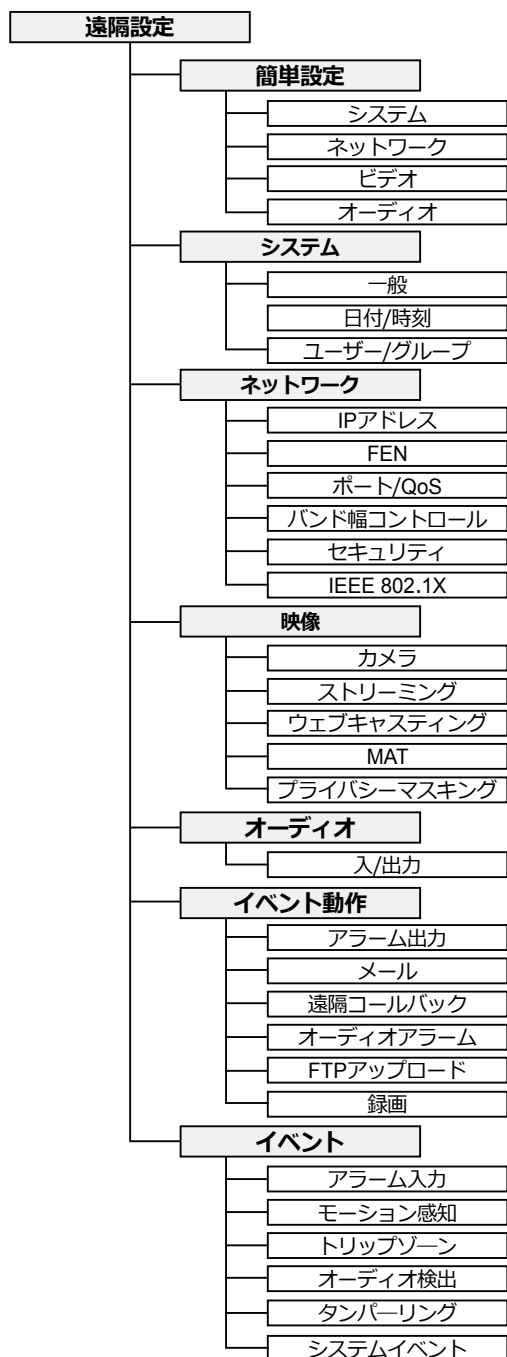 遠隔設定
簡単設定
システム
ネットワーク
ビデオ
オーディオ
システム
一般
日付/時刻
ユーザー/グループ
ネットワーク
IPアドレス
FEN
ポート/QoS
バンド幅コントロール
セキュリティ
IEEE 802.1X
映像
カメラ
ストリーミング
ウェブキャスティング
MAT
プライバシーマスキング
オーディオ
入/出力
イベント動作
アラーム出力
メール
遠隔コールバック
オーディオアラーム
FTPアップロード
録画
イベント
アラーム入力
モーション感知
トリップゾ―ン
オーディオ検出
タンパ―リング
システムイベント